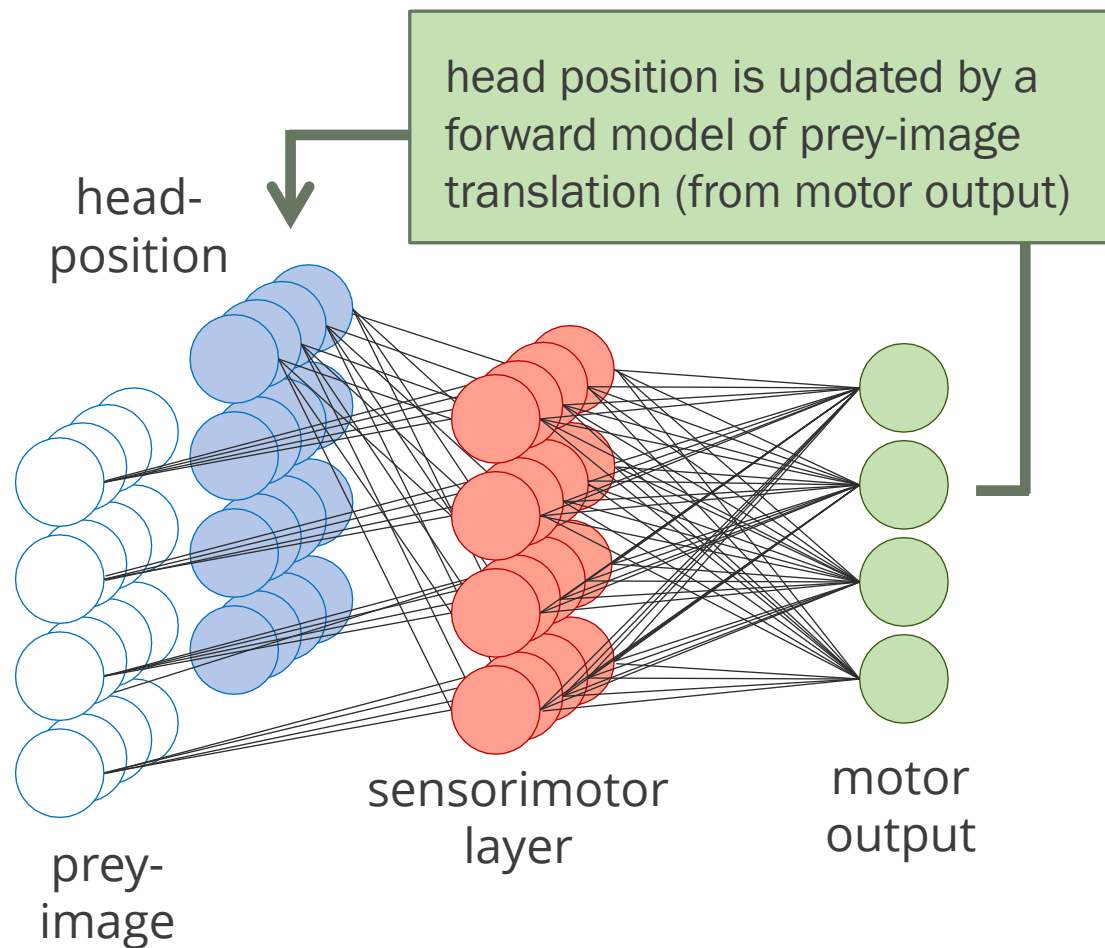 head position is updated by a
forward model of prey-image
translation (from motor output)
head-
position
sensorimotor
layer
motor
output
prey-
image